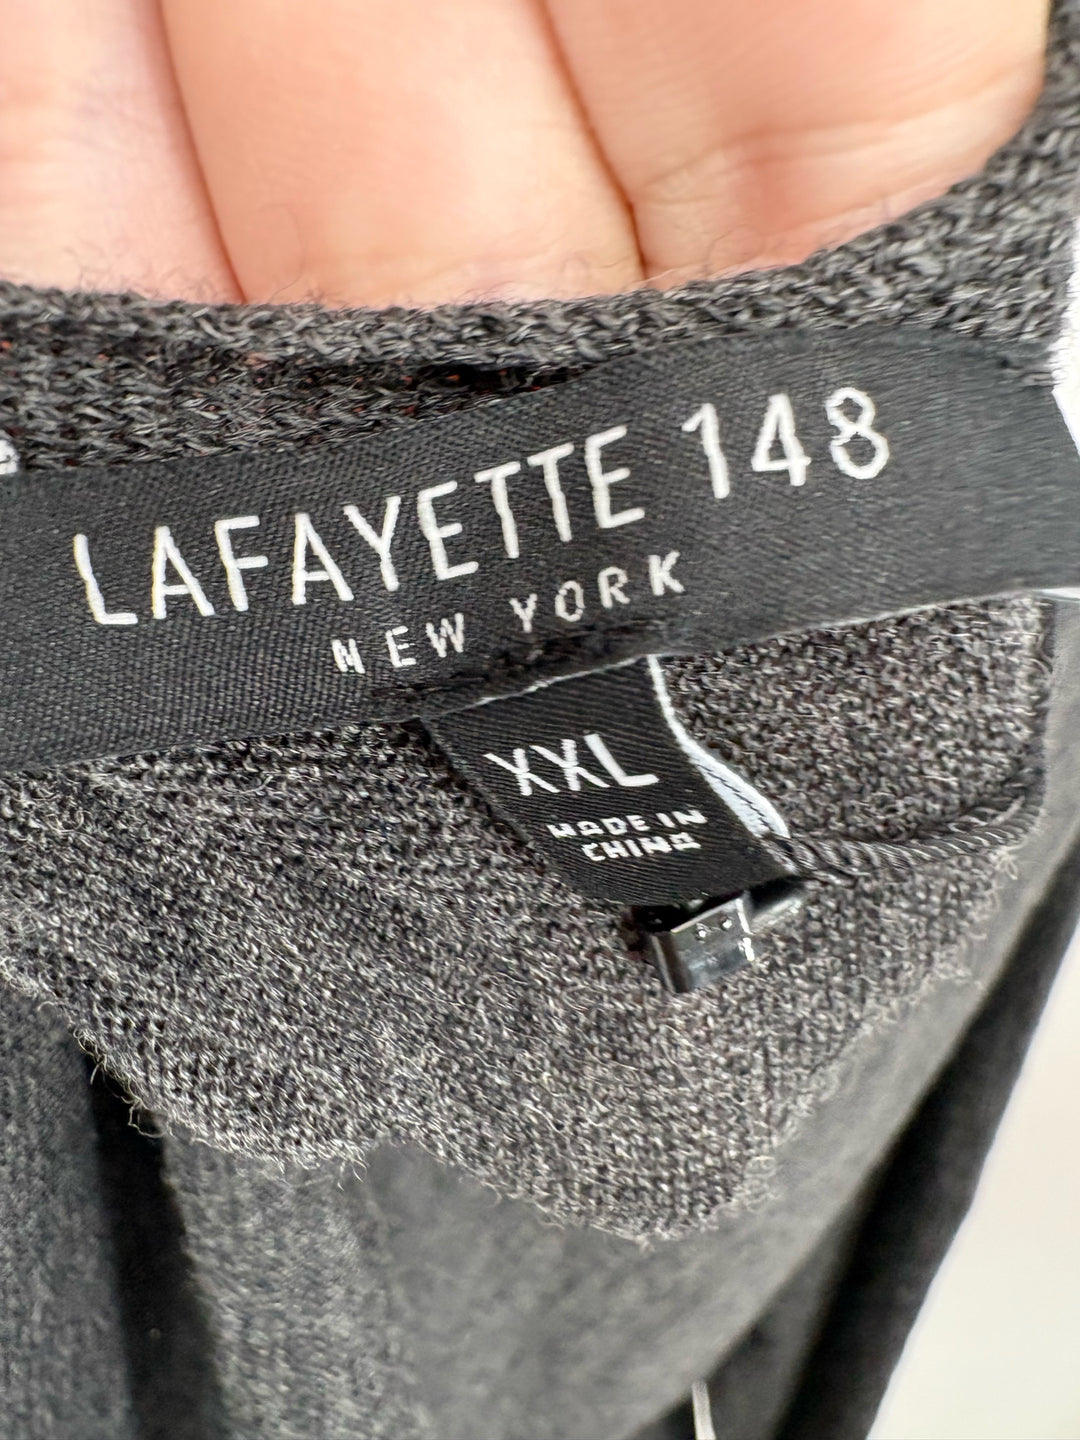 LAFAYETTE 148
NEW YORK
XXL
MADE IN
CHINA